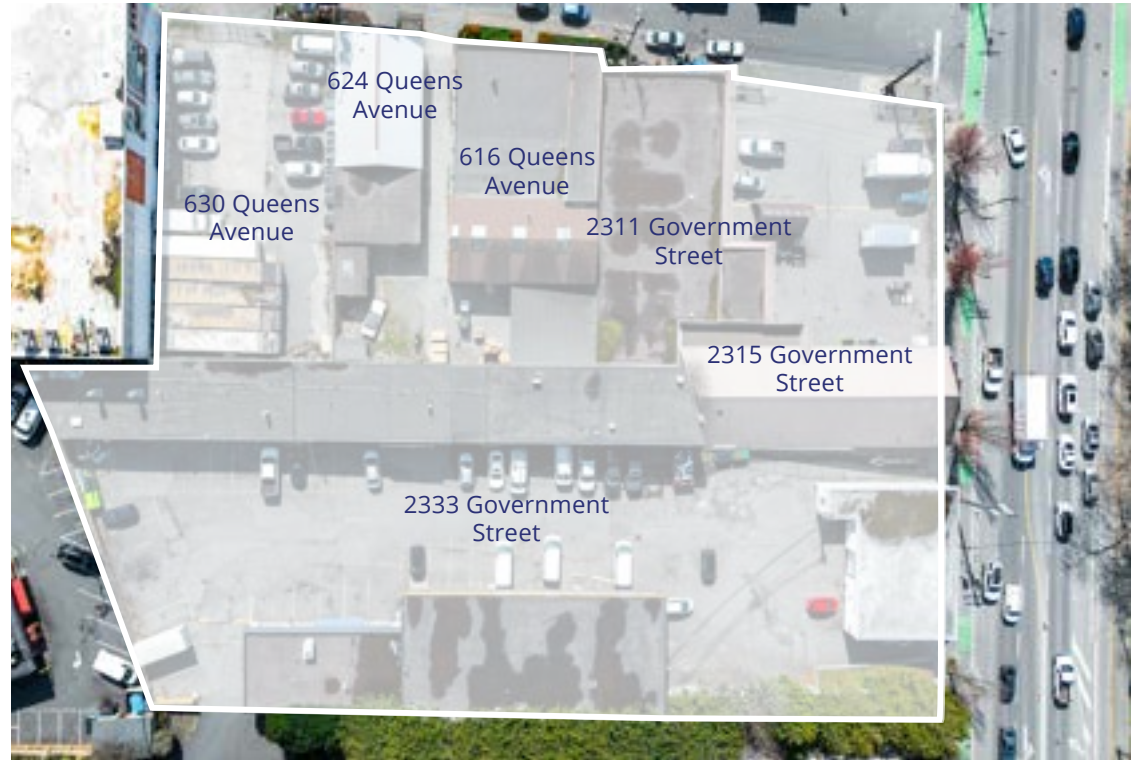 624 Queens
Avenue
616 Queens
Avenue
630 Queens
Avenue
2311 Government
Street
2315 Government
Street
2333 Government
Street